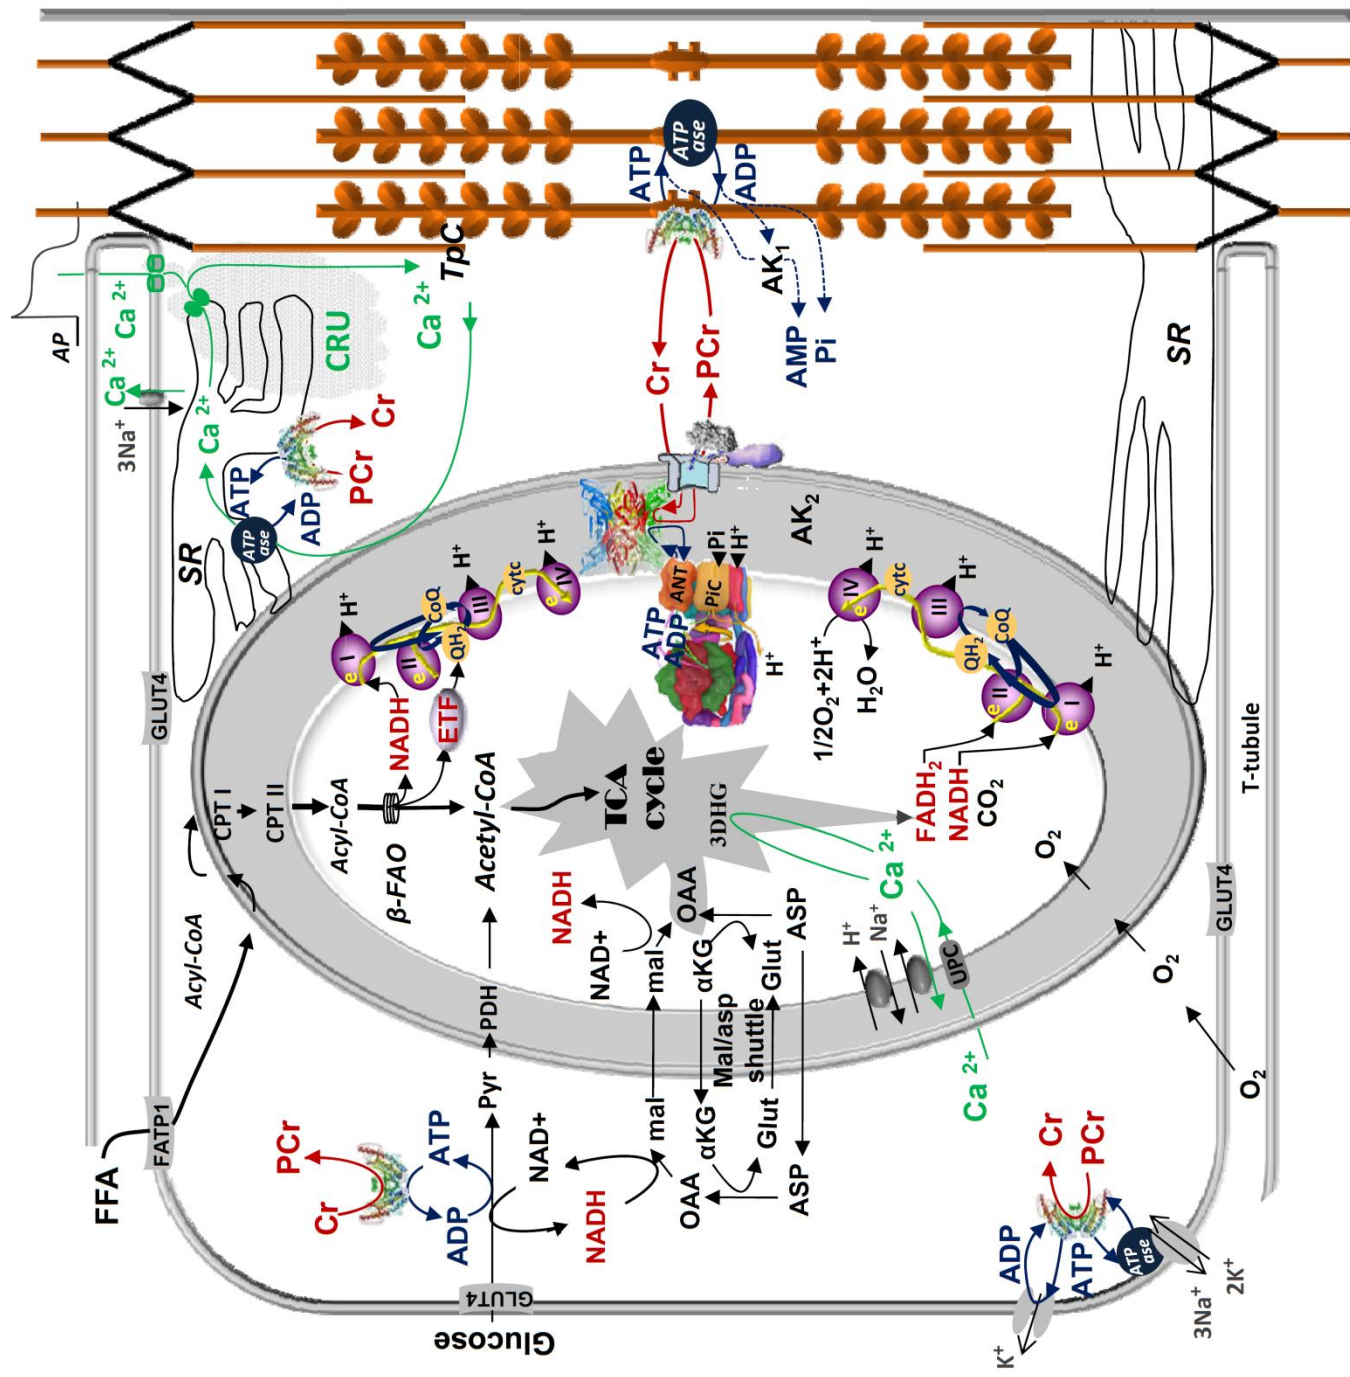 AP
3Na+
Ca 2+
Ca 2+
Ca 2+
CRU
Ca 2+
TpC
SR
ATP
ATP ase
ADP
PCr
Cr
GLUT4
FFA
FATP1
Acyl-CoA
CPT I
CPT II
Acyl-CoA
β-FAO
NADH
ETF
Acetyl-CoA
e
I
II
QH2
CoQ
III
cytc
IV
e
H+
H+
H+
PCr
Cr
ATP
ADP
Glucose
GLUT4
Pyr
PDH
NAD+
NADH
NAD+
NADH
mal
mal
OAA
OAA
αKG
αKG
Mal/asp
shuttle
Glut
Glut
ASP
ASP
TCA
cycle
3DHG
ATP
ADP
ANT
PiC
Pi
H+
H+
AK2
Cr
PCr
ATP
ADP
ATP ase
AK1
AMP
Pi
1/2O2+2H+
H2O
IV
e
cytc
III
QH2
CoQ
e
II
e
I
H+
H+
H+
FADH2
NADH
CO2
Ca 2+
H+
Na+
UPC
Ca 2+
O2
O2
O2
SR
T-tubule
GLUT4
Cr
PCr
ADP
ATP
ATP ase
K+
3Na+
2K+